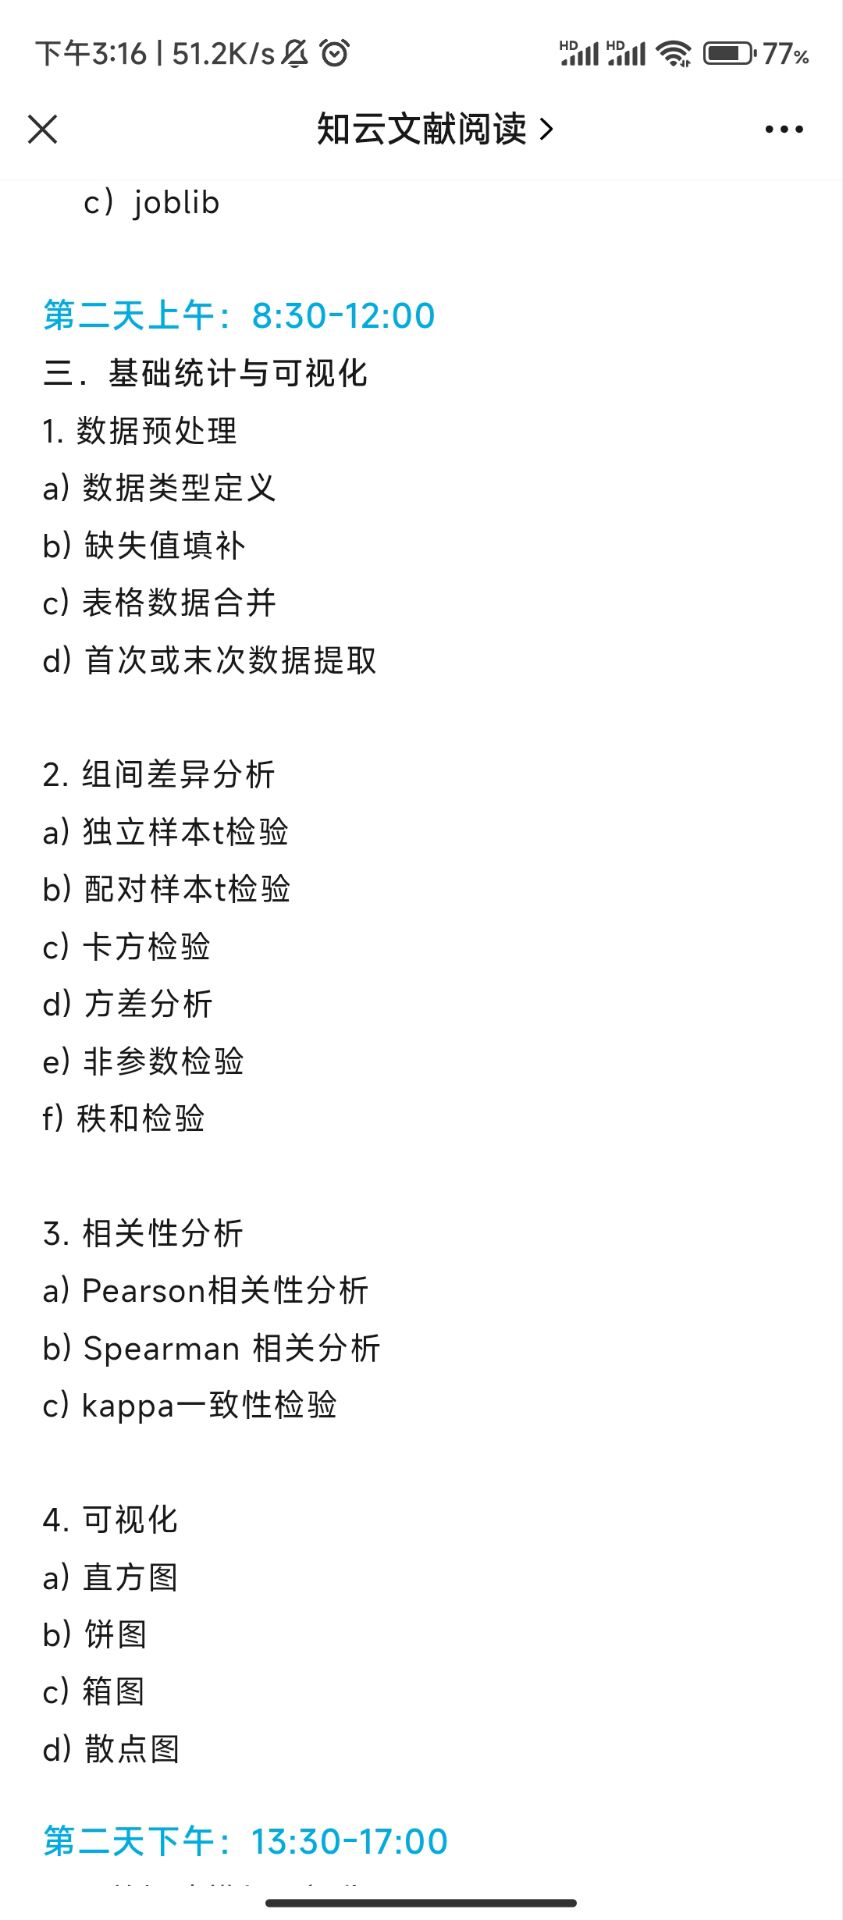 下午3:16 | 51.2K/s
HD HD 77%
知云文献阅读
c）joblib
第二天上午：8:30-12:00
三．基础统计与可视化
1. 数据预处理
a) 数据类型定义
b) 缺失值填补
c) 表格数据合并
d) 首次或末次数据提取
2. 组间差异分析
a) 独立样本t检验
b) 配对样本t检验
c) 卡方检验
d) 方差分析
e) 非参数检验
f) 秩和检验
3. 相关性分析
a) Pearson相关性分析
b) Spearman 相关分析
c) kappa一致性检验
4. 可视化
a) 直方图
b) 饼图
c) 箱图
d) 散点图
第二天下午：13:30-17:00